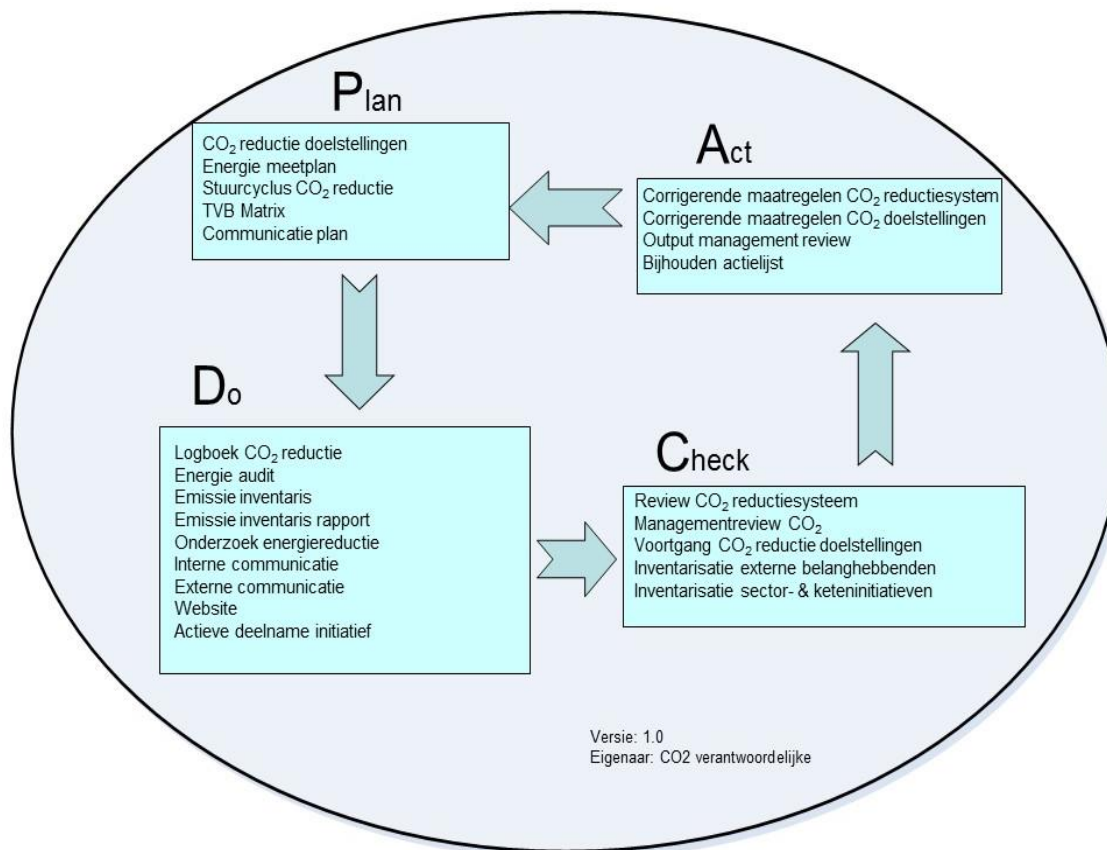 Plan
CO₂ reductie doelstellingen
Energie meetplan
Stuurcyclus CO₂ reductie
TVB Matrix
Communicatie plan
Act
Corrigerende maatregelen CO₂ reductiesystem
Corrigerende maatregelen CO₂ doelstellingen
Output management review
Bijhouden actielijst
Do
Logboek CO₂ reductie
Energie audit
Emissie inventaris
Emissie inventaris rapport
Onderzoek energiereductie
Interne communicatie
Externe communicatie
Website
Actieve deelname initiatief
Check
Review CO₂ reductiesysteem
Managementreview CO₂
Voortgang CO₂ reductie doelstellingen
Inventarisatie externe belanghebbenden
Inventarisatie sector- & keteninitiatieven
Versie: 1.0
Eigenaar: CO2 verantwoordelijke